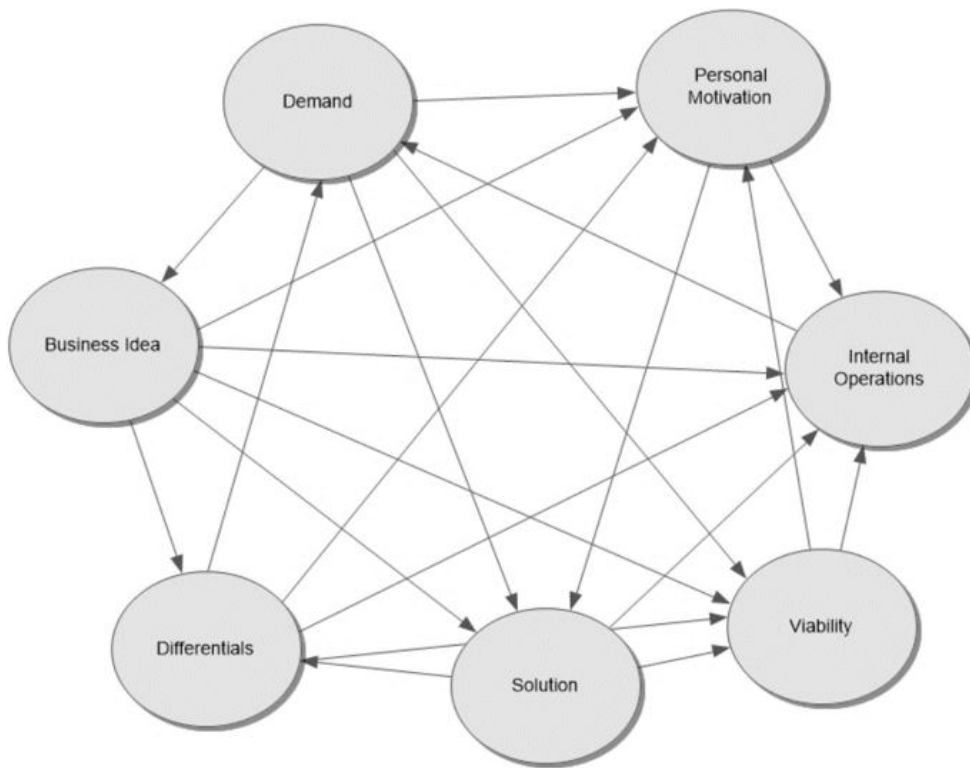 Demand
Personal
Motivation
Business Idea
Internal
Operations
Differentials
Solution
Viability